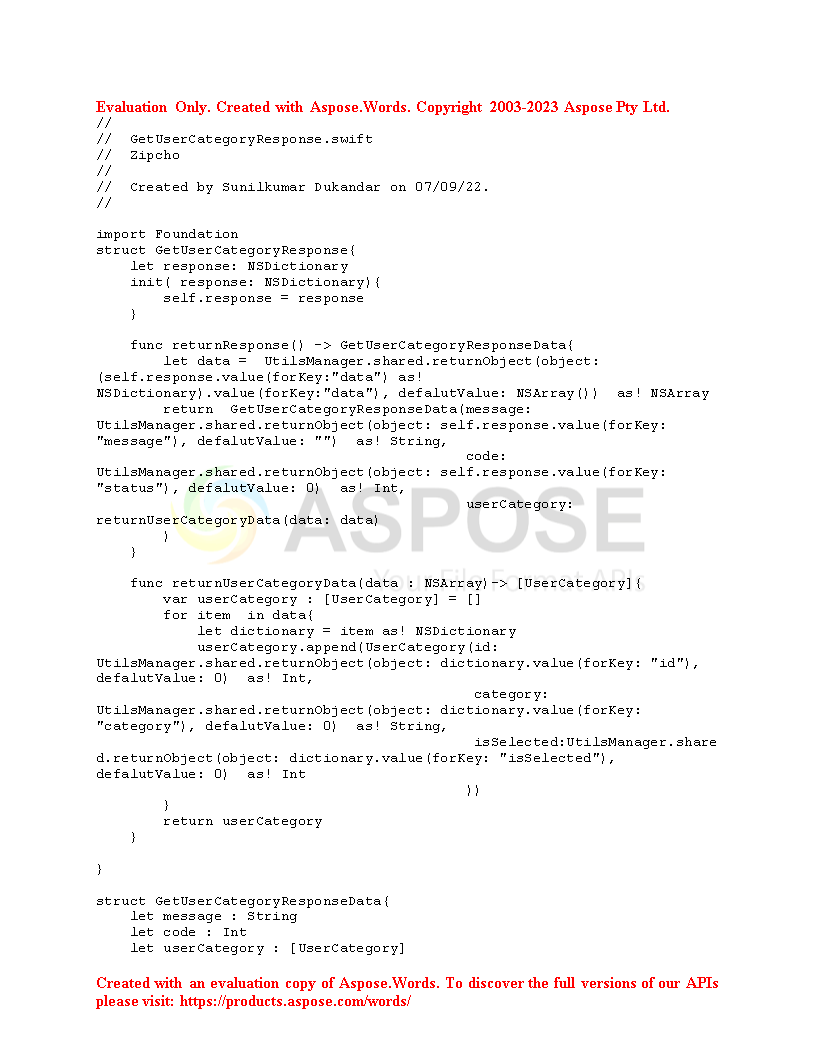 Evaluation Only. Created with Aspose.Words. Copyright 2003-2023 Aspose Pty Ltd.
//
//  GetUserCategoryResponse.swift
//  Zipcho
//
//  Created by Sunilkumar Dukandar on 07/09/22.
//

import Foundation
struct GetUserCategoryResponse{
    let response: NSDictionary
    init( response: NSDictionary){
        self.response = response
    }

    func returnResponse() -> GetUserCategoryResponseData{
        let data =  UtilsManager.shared.returnObject(object:
(self.response.value(forKey:"data") as!
NSDictionary).value(forKey:"data"), defalutValue: NSArray())  as! NSArray
        return  GetUserCategoryResponseData(message:
UtilsManager.shared.returnObject(object: self.response.value(forKey:
"message"), defalutValue: "")  as! String,
                                            code:
UtilsManager.shared.returnObject(object: self.response.value(forKey:
"status"), defalutValue: 0)  as! Int,
                                            userCategory:
returnUserCategoryData(data: data)
        )
    }
ASPOSE
Your File Format APIs

    func returnUserCategoryData(data : NSArray)-> [UserCategory]{
        var userCategory : [UserCategory] = []
        for item  in data{
            let dictionary = item as! NSDictionary
            userCategory.append(UserCategory(id:
UtilsManager.shared.returnObject(object: dictionary.value(forKey: "id"),
defalutValue: 0)  as! Int,
                                             category:
UtilsManager.shared.returnObject(object: dictionary.value(forKey:
"category"), defalutValue: 0)  as! String,
                                             isSelected:UtilsManager.share
d.returnObject(object: dictionary.value(forKey: "isSelected"),
defalutValue: 0)  as! Int
                                            ))
        }
        return userCategory
    }

}

struct GetUserCategoryResponseData{
    let message : String
    let code : Int
    let userCategory : [UserCategory]

Created with an evaluation copy of Aspose.Words. To discover the full versions of our APIs
please visit: https://products.aspose.com/words/